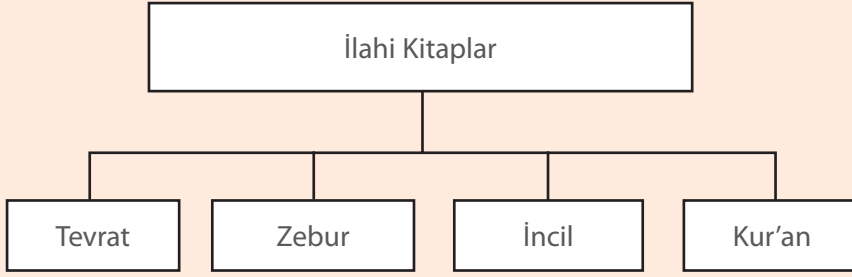 İlahi Kitaplar
Tevrat
Zebur
İncil
Kur’an